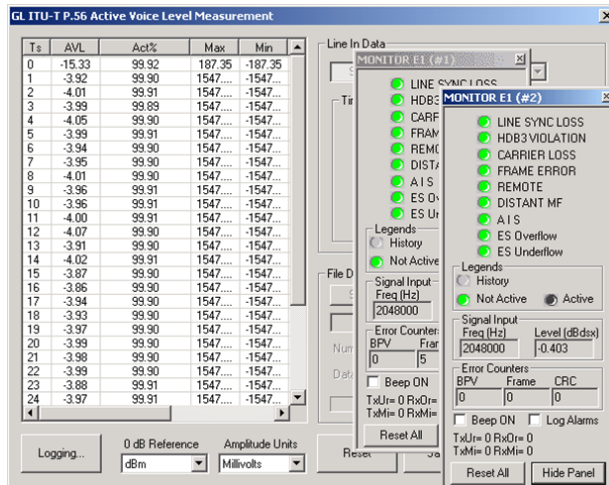 GL ITU-T P.56 Active Voice Level Measurement
Ts AVL Act% Max Min
0 -15.33 99.92 187.35 -187.35
1 -3.92 99.90 1547.... -1547...
2 -4.01 99.91 1547.... -1547...
3 -3.99 99.89 1547.... -1547...
4 -4.05 99.90 1547.... -1547...
5 -3.99 99.91 1547.... -1547...
6 -3.94 99.90 1547.... -1547...
7 -3.95 99.90 1547.... -1547...
8 -4.01 99.90 1547.... -1547...
9 -3.96 99.91 1547.... -1547...
10 -3.96 99.91 1547.... -1547...
11 -4.00 99.91 1547.... -1547...
12 -4.07 99.90 1547.... -1547...
13 -3.91 99.90 1547.... -1547...
14 -4.02 99.91 1547.... -1547...
15 -3.87 99.90 1547.... -1547...
16 -3.86 99.90 1547.... -1547...
17 -3.94 99.90 1547.... -1547...
18 -3.93 99.90 1547.... -1547...
19 -3.97 99.90 1547.... -1547...
20 -3.99 99.90 1547.... -1547...
21 -3.98 99.90 1547.... -1547...
22 -3.99 99.90 1547.... -1547...
23 -3.88 99.91 1547.... -1547...
24 -3.97 99.91 1547.... -1547...
Logging...
0 dB Reference
dBm
Amplitude Units
Millivolts
Line In Data
File D
Num
Data
Reset
MONITOR E1 (#1)
LINE SYNC LOSS
HDB3
CARF
FRAM
REMO
DISTA
A I S
ES Ov
ES Ur
Legends
History
Not Active
Signal Input
Freq (Hz)
2048000
Error Counters
BPV Fran
0 5
Beep ON
TxUr= 0 RxOr=
TxMi= 0 RxMi=
Reset All
MONITOR E1 (#2)
LINE SYNC LOSS
HDB3 VIOLATION
CARRIER LOSS
FRAME ERROR
REMOTE
DISTANT MF
A I S
ES Overflow
ES Underflow
Legends
History
Not Active Active
Signal Input
Freq (Hz) Level (dBdsx)
2048000 -0.403
Error Counters
BPV Frame CRC
0 0 0
Beep ON Log Alarms
TxUr= 0 RxOr= 0
TxMi= 0 RxMi= 0
Reset All Hide Panel